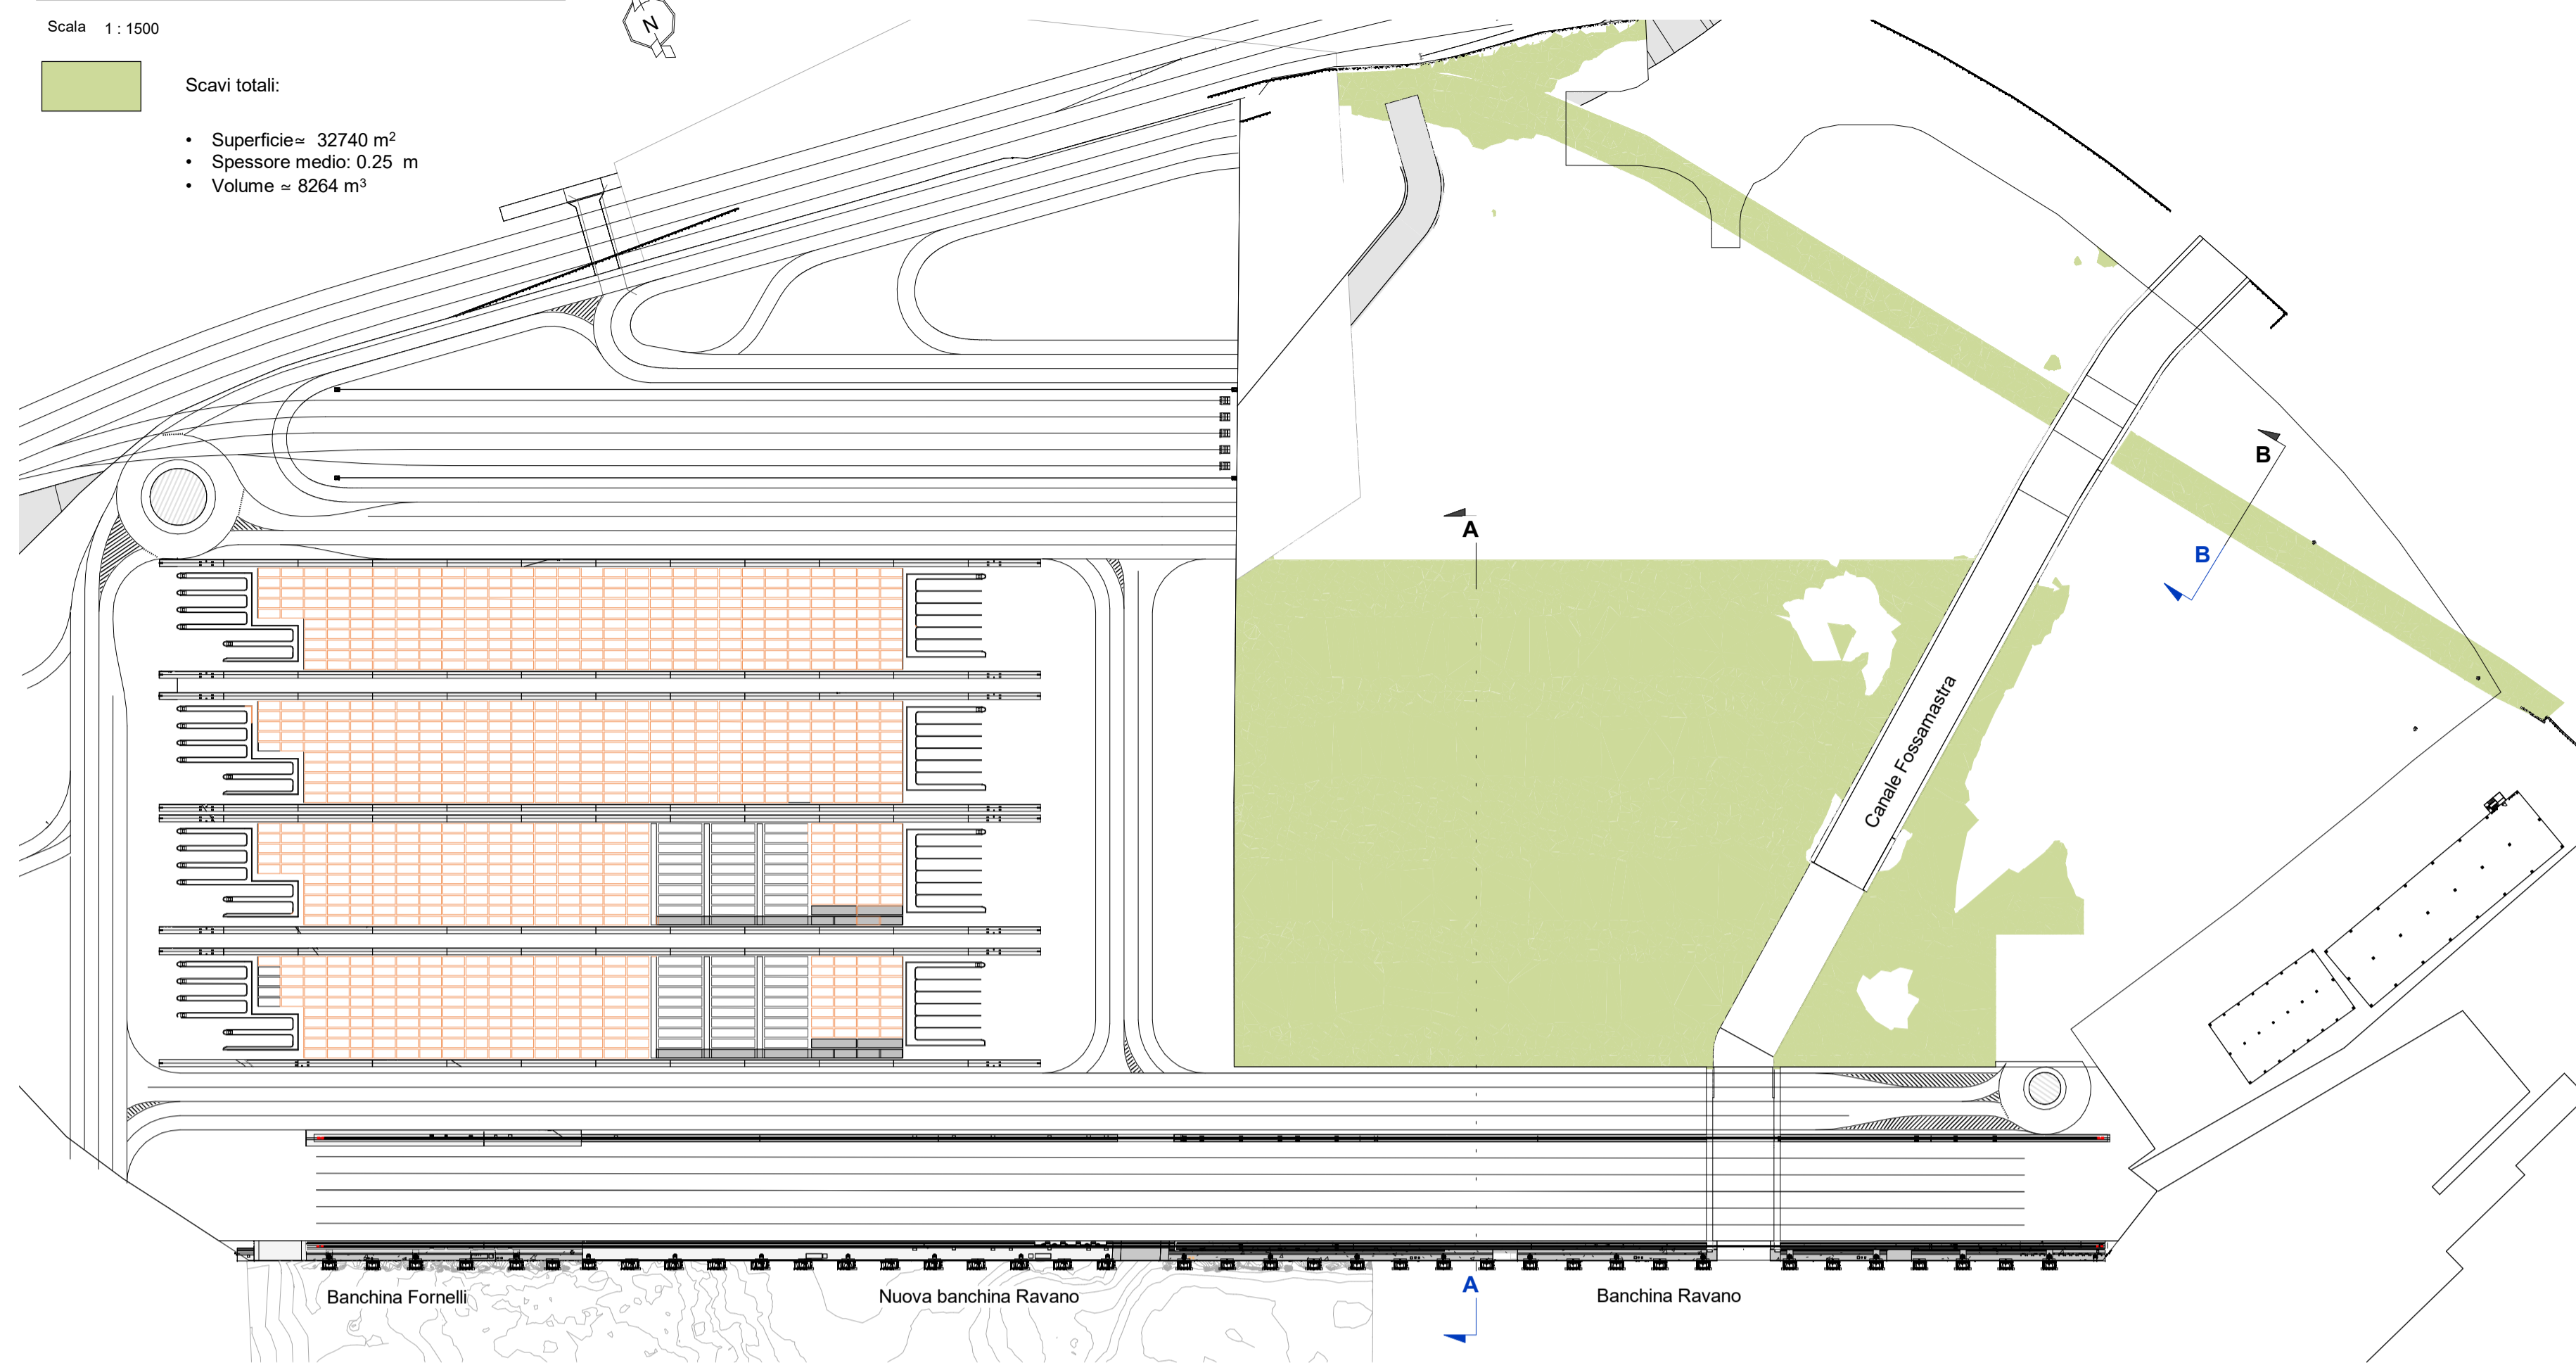 Scala 1 : 1500
N
Scavi totali:
• Superficie≃ 32740 m²
• Spessore medio: 0.25 m
• Volume ≃ 8264 m³
B
A
B
Canale Fossamastra
A
Banchina Fornelli
Nuova banchina Ravano
Banchina Ravano